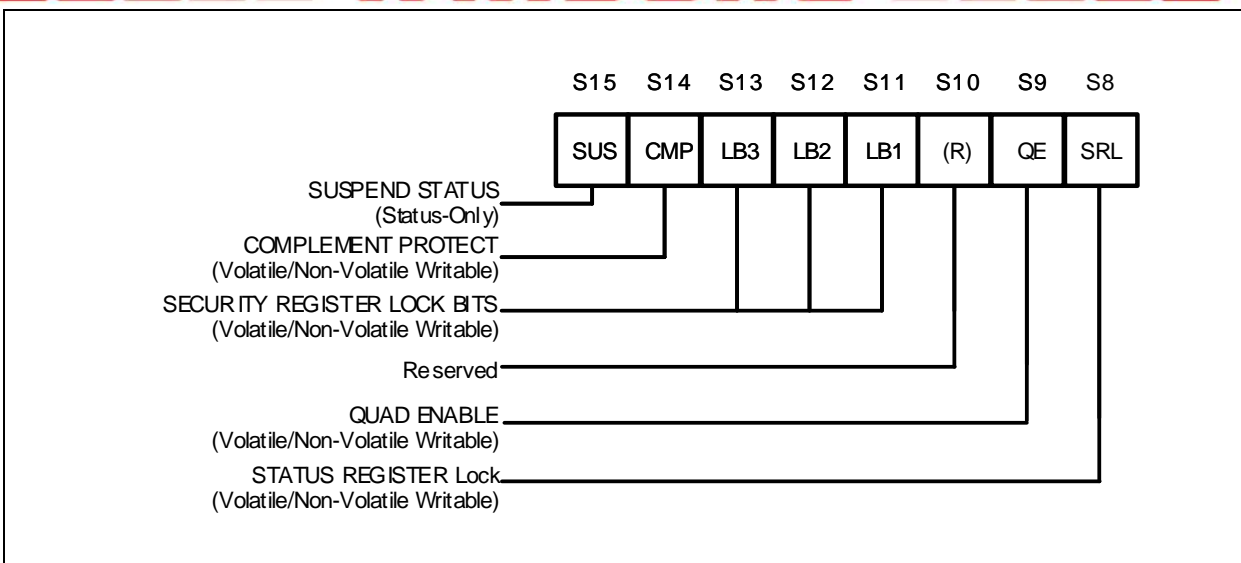 S15 S14 S13 S12 S11 S10 S9 S8
SUS CMP LB3 LB2 LB1 (R) QE SRL
SUSPEND STATUS
(Status-Only)
COMPLEMENT PROTECT
(Volatile/Non-Volatile Writable)
SECURITY REGISTER LOCK BITS
(Volatile/Non-Volatile Writable)
Reserved
QUAD ENABLE
(Volatile/Non-Volatile Writable)
STATUS REGISTER Lock
(Volatile/Non-Volatile Writable)